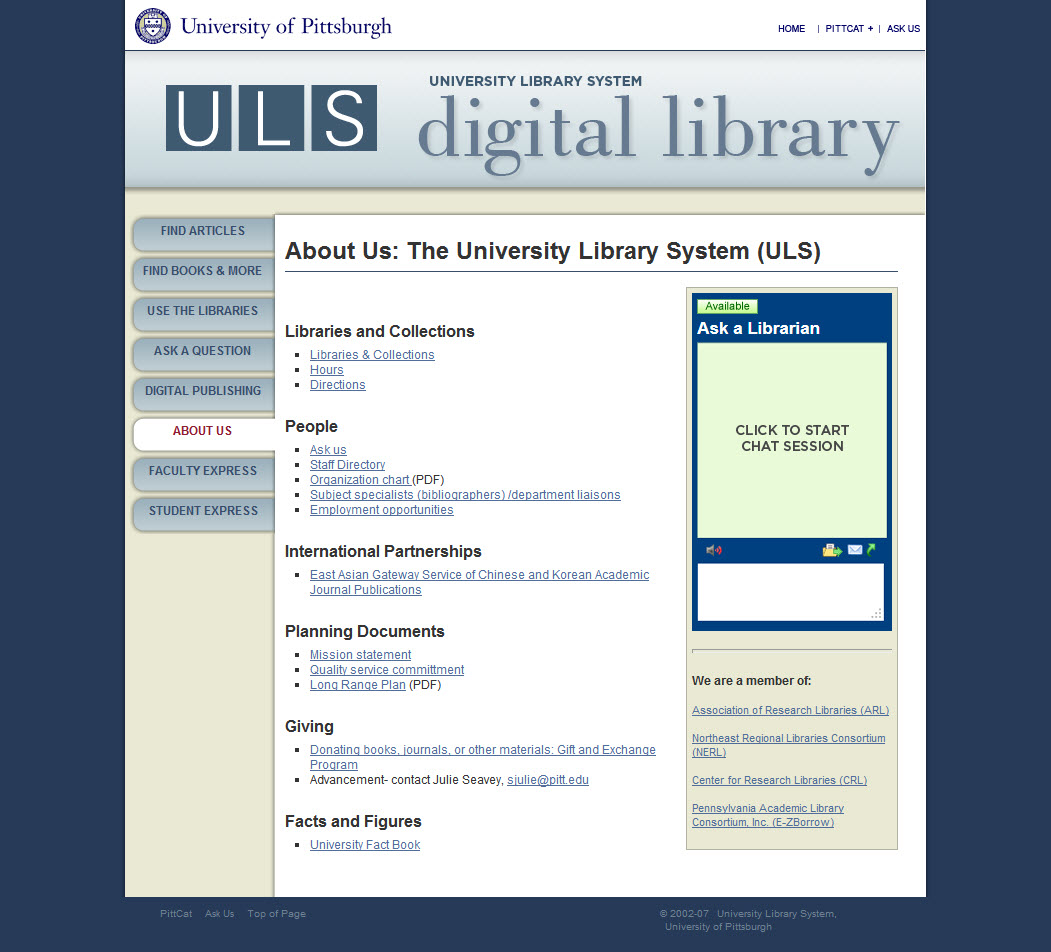 University of Pittsburgh
HOME | PITTCAT + | ASK US
UNIVERSITY LIBRARY SYSTEM
ULS
digital library
FIND ARTICLES
FIND BOOKS & MORE
USE THE LIBRARIES
ASK A QUESTION
DIGITAL PUBLISHING
ABOUT US
FACULTY EXPRESS
STUDENT EXPRESS
About Us: The University Library System (ULS)
Libraries and Collections
Libraries & Collections
Hours
Directions
People
Ask us
Staff Directory
Organization chart (PDF)
Subject specialists (bibliographers) /department liaisons
Employment opportunities
International Partnerships
East Asian Gateway Service of Chinese and Korean Academic
Journal Publications
Planning Documents
Mission statement
Quality service committment
Long Range Plan (PDF)
Giving
Donating books, journals, or other materials: Gift and Exchange
Program
Advancement- contact Julie Seavey, sjulie@pitt.edu
Facts and Figures
University Fact Book
Available
Ask a Librarian
CLICK TO START
CHAT SESSION
We are a member of:
Association of Research Libraries (ARL)
Northeast Regional Libraries Consortium
(NERL)
Center for Research Libraries (CRL)
Pennsylvania Academic Library
Consortium, Inc. (E-ZBorrow)
PittCat Ask Us Top of Page
© 2002-07 University Library System,
University of Pittsburgh